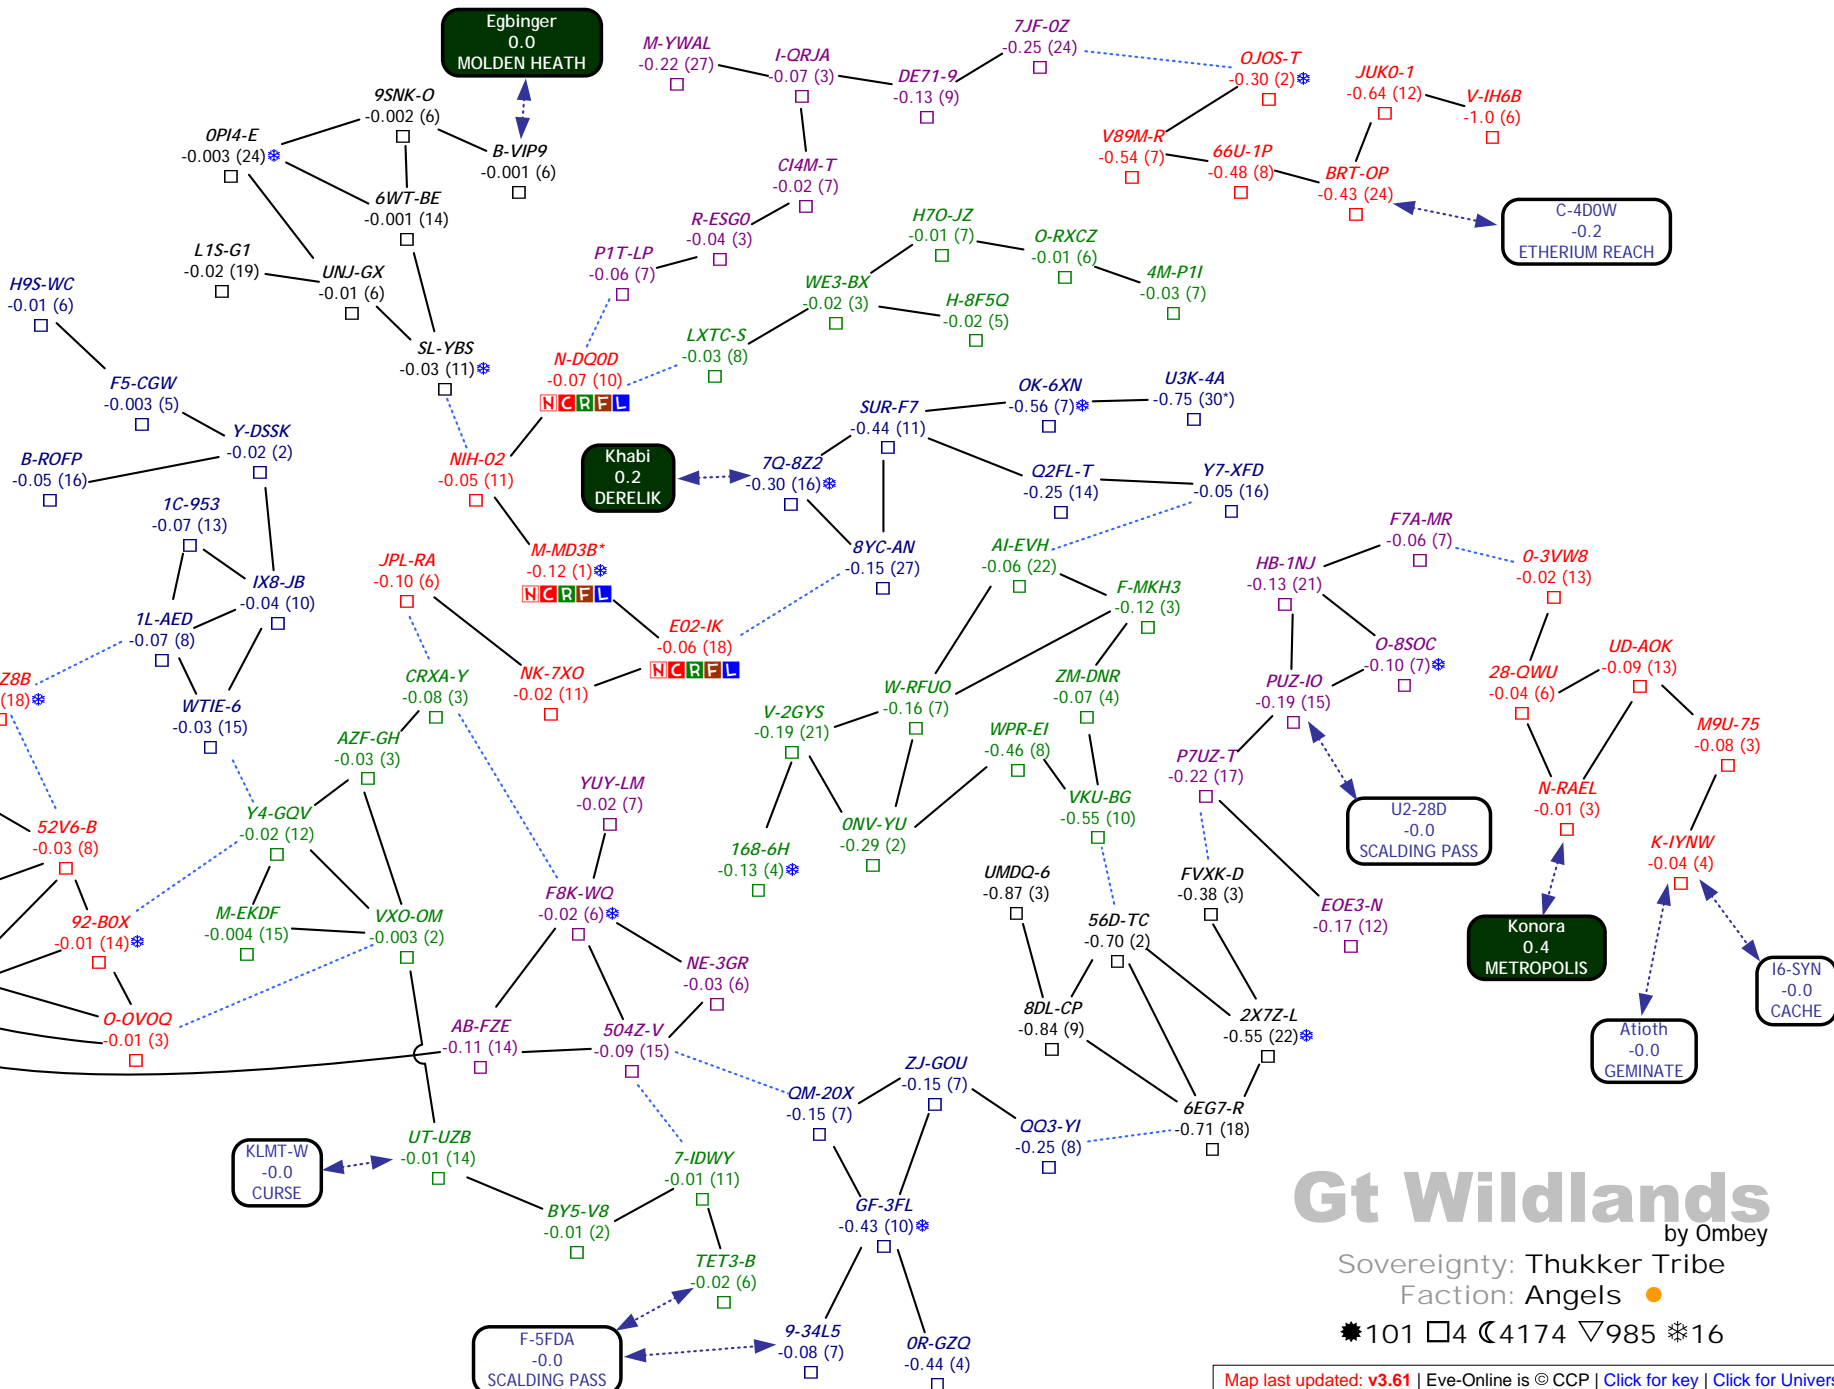 Egbinger
0.0
MOLDEN HEATH
M-YWAL
-0.22 (27)
I-QRJA
-0.07 (3)
DE71-9
-0.13 (9)
7JF-0Z
-0.25 (24)
OJOS-T
-0.30 (2)
JUK0-1
-0.64 (12)
V-IH6B
-1.0 (6)
9SNK-O
-0.002 (6)
0PI4-E
-0.003 (24)
B-VIP9
-0.001 (6)
V89M-R
-0.54 (7)
66U-1P
-0.48 (8)
BRT-OP
-0.43 (24)
C-4D0W
-0.2
ETHERIUM REACH
CI4M-T
-0.02 (7)
6WT-BE
-0.001 (14)
R-ESG0
-0.04 (3)
H7O-JZ
-0.01 (7)
O-RXCZ
-0.01 (6)
4M-P1I
-0.03 (7)
L1S-G1
-0.02 (19)
UNJ-GX
-0.01 (6)
P1T-LP
-0.06 (7)
WE3-BX
-0.02 (3)
H-8F5Q
-0.02 (5)
H9S-WC
-0.01 (6)
SL-YBS
-0.03 (11)
N-DQ0D
-0.07 (10)
N C R F L
LXTC-S
-0.03 (8)
F5-CGW
-0.003 (5)
SUR-F7
-0.44 (11)
OK-6XN
-0.56 (7)
U3K-4A
-0.75 (30*)
Y-DSSK
-0.02 (2)
B-ROFP
-0.05 (16)
NIH-02
-0.05 (11)
Khabi
0.2
DERELIK
7Q-8Z2
-0.30 (16)
Q2FL-T
-0.25 (14)
Y7-XFD
-0.05 (16)
1C-953
-0.07 (13)
JPL-RA
-0.10 (6)
M-MD3B*
-0.12 (1)
N C R F L
8YC-AN
-0.15 (27)
AI-EVH
-0.06 (22)
F7A-MR
-0.06 (7)
HB-1NJ
-0.13 (21)
0-3VW8
-0.02 (13)
IX8-JB
-0.04 (10)
F-MKH3
-0.12 (3)
1L-AED
-0.07 (8)
E02-IK
-0.06 (18)
N C R F L
O-8SOC
-0.10 (7)
UD-AOK
-0.09 (13)
Z8B
(18)
WTIE-6
-0.03 (15)
CRXA-Y
-0.08 (3)
NK-7XO
-0.02 (11)
W-RFUO
-0.16 (7)
ZM-DNR
-0.07 (4)
PUZ-IO
-0.19 (15)
28-QWU
-0.04 (6)
V-2GYS
-0.19 (21)
WPR-EI
-0.46 (8)
M9U-75
-0.08 (3)
AZF-GH
-0.03 (3)
P7UZ-T
-0.22 (17)
YUY-LM
-0.02 (7)
VKU-BG
-0.55 (10)
N-RAEL
-0.01 (3)
Y4-GQV
-0.02 (12)
52V6-B
-0.03 (8)
0NV-YU
-0.29 (2)
U2-28D
-0.0
SCALDING PASS
168-6H
-0.13 (4)
K-IYNW
-0.04 (4)
UMDQ-6
-0.87 (3)
FVXK-D
-0.38 (3)
F8K-WQ
-0.02 (6)
EOE3-N
-0.17 (12)
92-B0X
-0.01 (14)
M-EKDF
-0.004 (15)
VXO-OM
-0.003 (2)
56D-TC
-0.70 (2)
Konora
0.4
METROPOLIS
NE-3GR
-0.03 (6)
I6-SYN
-0.0
CACHE
O-OVOQ
-0.01 (3)
AB-FZE
-0.11 (14)
504Z-V
-0.09 (15)
8DL-CP
-0.84 (9)
2X7Z-L
-0.55 (22)
Atioth
-0.0
GEMINATE
ZJ-GOU
-0.15 (7)
QM-20X
-0.15 (7)
6EG7-R
-0.71 (18)
QQ3-YI
-0.25 (8)
UT-UZB
-0.01 (14)
KLMT-W
-0.0
CURSE
7-IDWY
-0.01 (11)
BY5-V8
-0.01 (2)
GF-3FL
-0.43 (10)
TET3-B
-0.02 (6)
F-5FDA
-0.0
SCALDING PASS
9-34L5
-0.08 (7)
0R-GZQ
-0.44 (4)
Gt Wildlands
by Ombey
Sovereignty: Thukker Tribe
Faction: Angels
101 4 4174 985 16
Map last updated: v3.61 | Eve-Online is © CCP | Click for key | Click for Univers